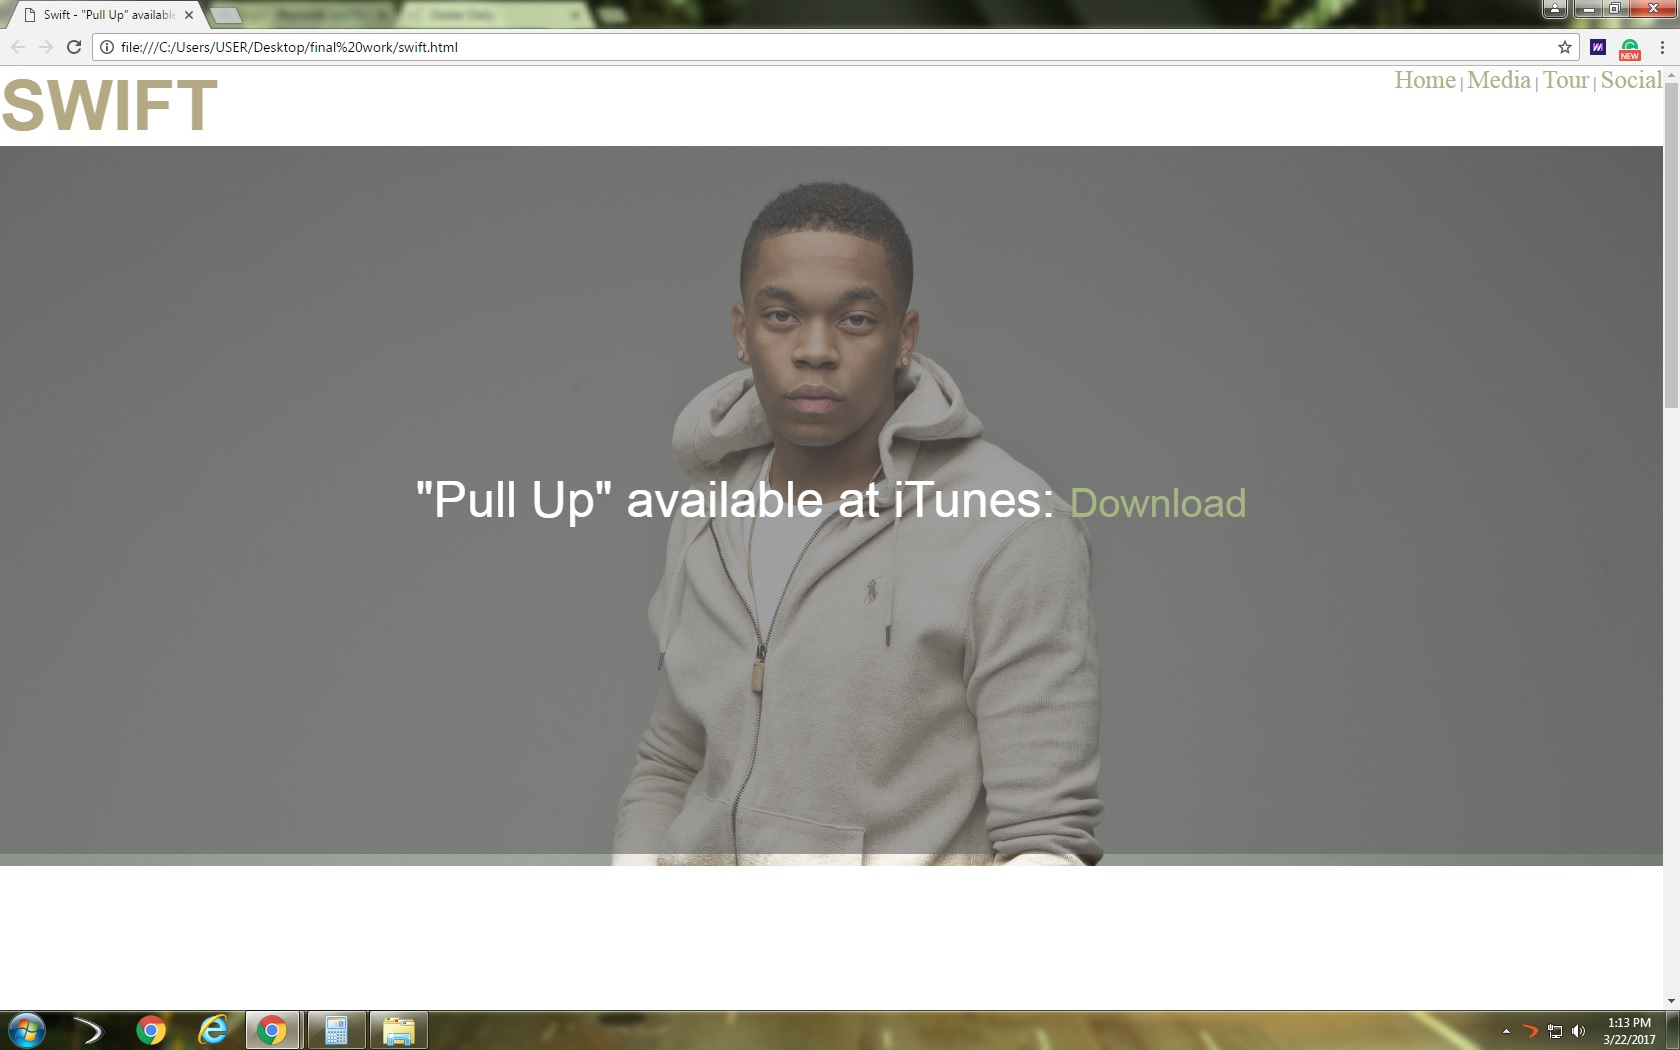 Swift - "Pull Up" available
file:///C:/Users/USER/Desktop/final%20work/swift.html
NEW
SWIFT
Home | Media | Tour | Social
"Pull Up" available at iTunes: Download
1:13 PM
3/22/2017